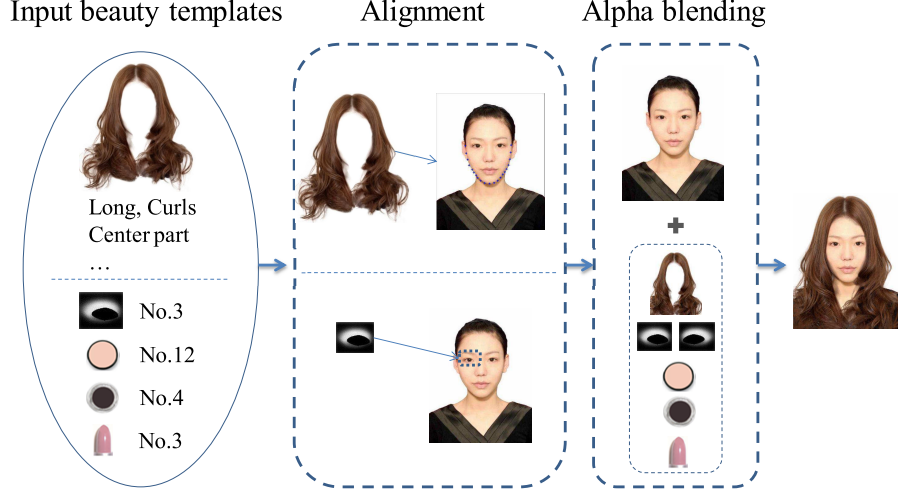 Input beauty templates
Alignment
Alpha blending
Long, Curls
Center part
...
No.3
No.12
No.4
No.3